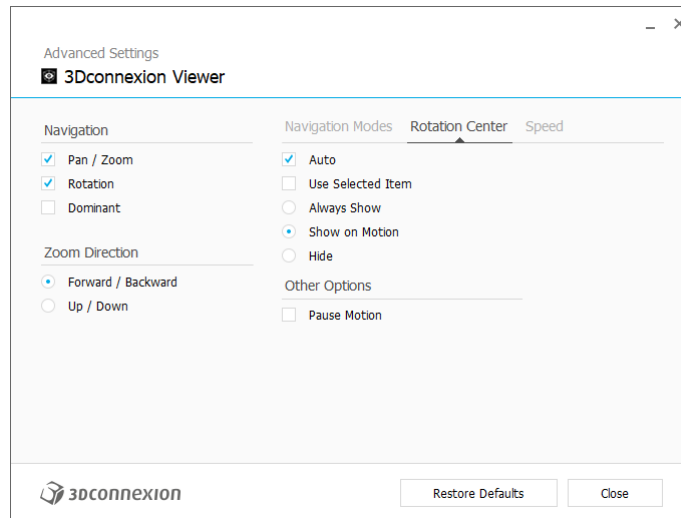 Advanced Settings
3Dconnexion Viewer
Navigation
Pan / Zoom
Rotation
Dominant
Zoom Direction
Forward / Backward
Up / Down
Navigation Modes Rotation Center Speed
Auto
Use Selected Item
Always Show
Show on Motion
Hide
Other Options
Pause Motion
3Dconnexion
Restore Defaults Close